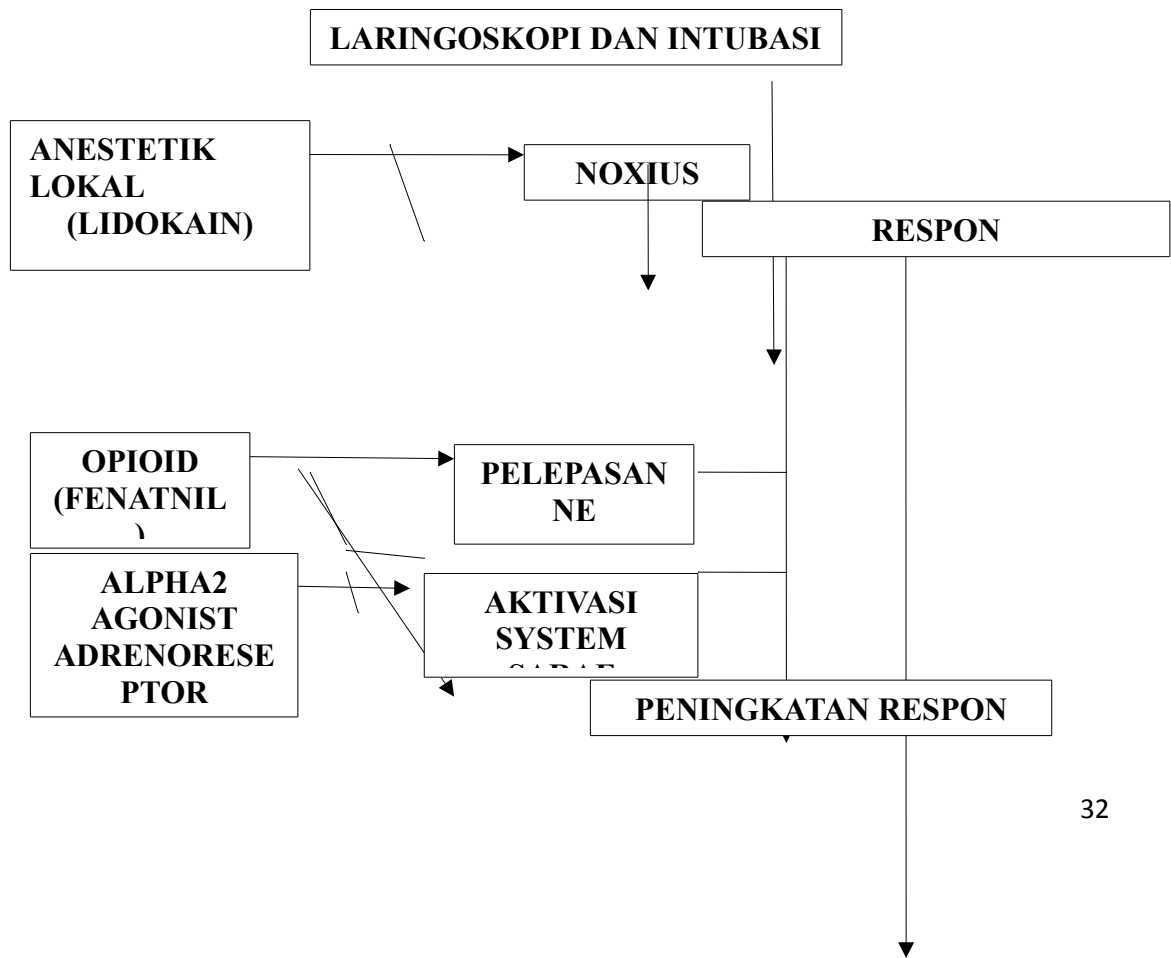 LARINGOSKOPI DAN INTUBASI
ANESTETIK
LOKAL
(LIDOKAIN)
NOXIUS
RESPON
OPIOID
(FENATNIL
)
PELEPASAN
NE
ALPHA2
AGONIST
ADRENORESE
PTOR
AKTIVASI
SYSTEM
PENINGKATAN RESPON
32